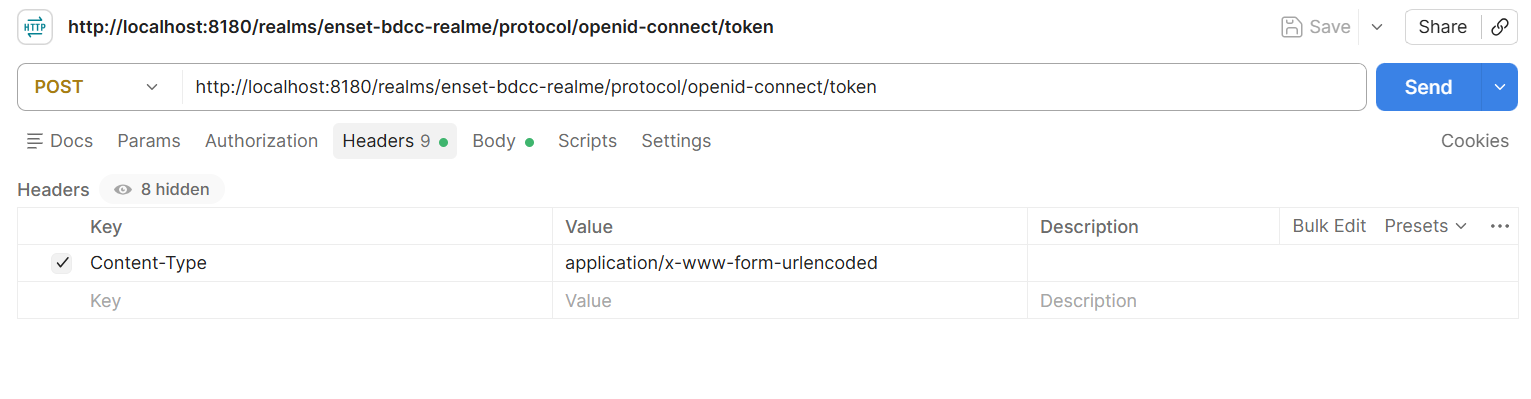 HTTP http://localhost:8180/realms/enset-bdcc-realme/protocol/openid-connect/token Save Share
POST http://localhost:8180/realms/enset-bdcc-realme/protocol/openid-connect/token Send
Docs Params Authorization Headers 9 Body Scripts Settings Cookies
Headers 8 hidden
Key Value Description Bulk Edit Presets
Content-Type application/x-www-form-urlencoded
Key Value Description